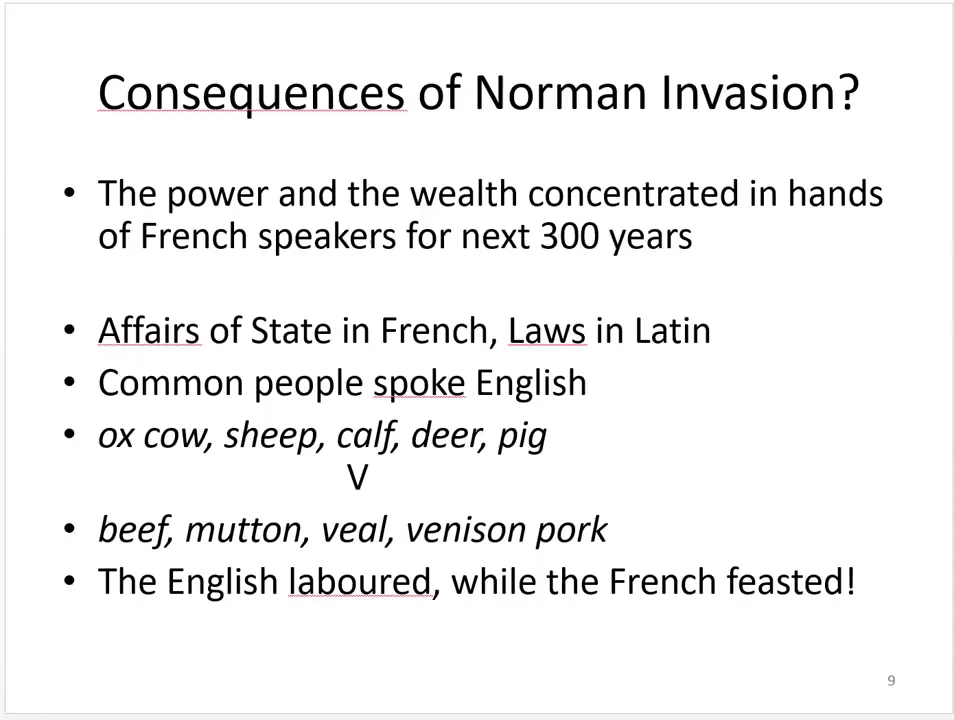 Consequences of Norman Invasion?
• The power and the wealth concentrated in hands
of French speakers for next 300 years
• Affairs of State in French, Laws in Latin
• Common people spoke English
• ox cow, sheep, calf, deer, pig
V
• beef, mutton, veal, venison pork
• The English laboured, while the French feasted!
9